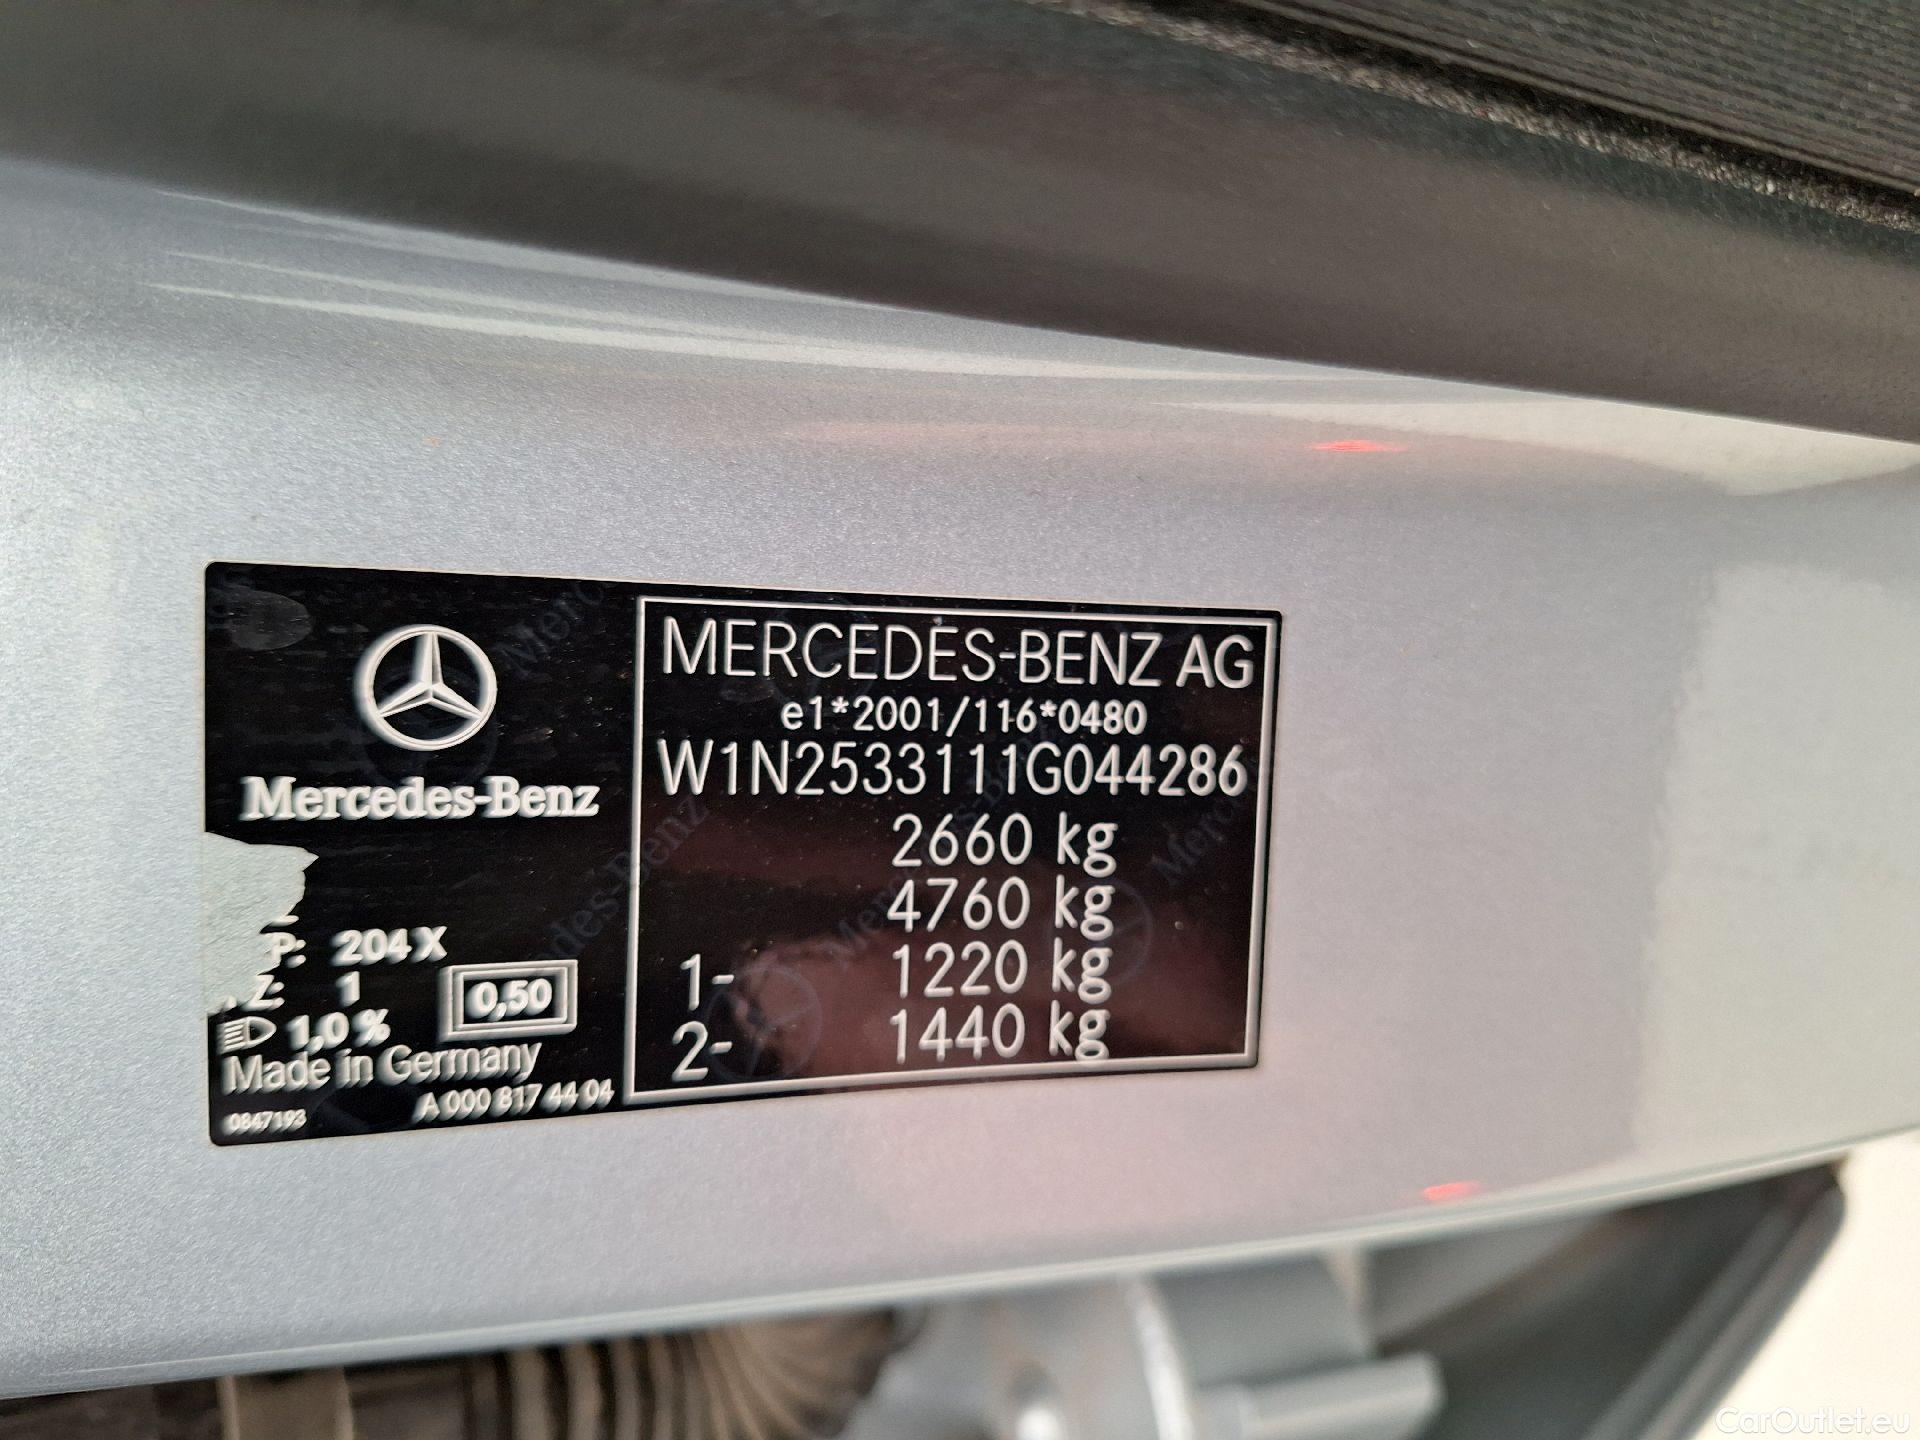 Mercedes-Benz
P: 204 X
Z: 1
1,0 %
0,50
Made in Germany
A 000 817 44 04
0847193
MERCEDES-BENZ AG
e1*2001/116*0480
W1N2533111G044286
2660 kg
4760 kg
1- 1220 kg
2- 1440 kg
CarOutlet.eu